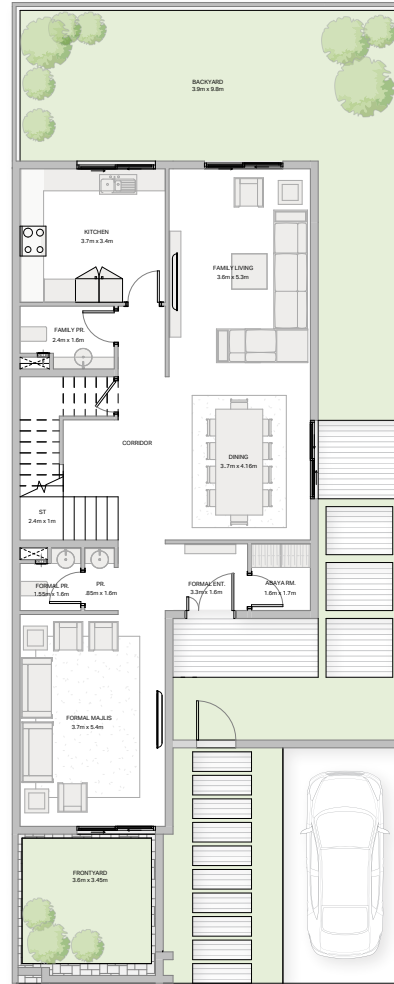 BACKYARD
3.9m x 9.8m
KITCHEN
3.7m x 3.4m
FAMILY LIVING
3.6m x 5.3m
FAMILY PR.
2.4m x 1.6m
CORRIDOR
DINING
3..7m x 4.16m
ST
2.4m x 1m
FORMAL PR.
1.55m x 1.6m
PR.
.85m x 1.6m
FORMAL ENT.
3.3m x 1.6m
ABAYA RM.
1.6m x 1.7m
FORMAL MAJLIS
3.7m x 5.4m
FRONTYARD
3.6m x 3.45m